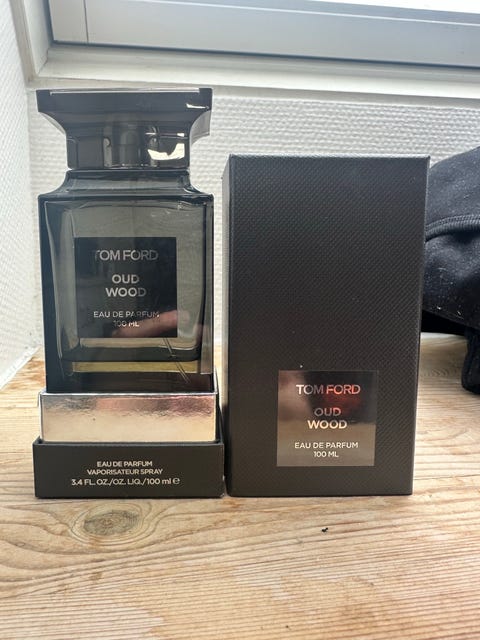 TOM FORD
OUD
WOOD
EAU DE PARFUM
100 ML
EAU DE PARFUM
VAPORISATEUR SPRAY
3.4 FL.OZ./OZ. LIQ./100 ml ℮
TOM FORD
OUD
WOOD
EAU DE PARFUM
100 ML